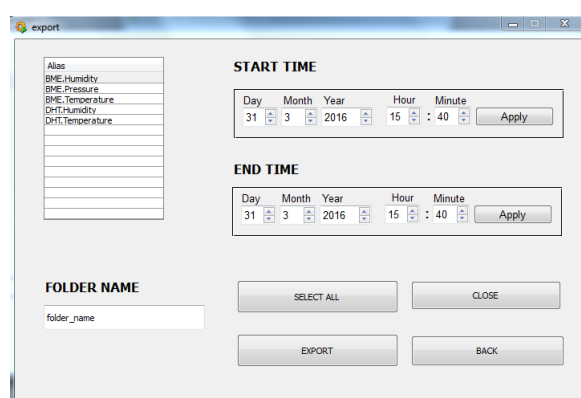 export
Alias
BME.Humidity
BME.Pressure
BME.Temperature
DHT.Humidity
DHT.Temperature
START TIME
Day Month Year Hour Minute
31 3 2016 15 : 40 Apply
END TIME
Day Month Year Hour Minute
31 3 2016 15 : 40 Apply
FOLDER NAME
folder_name
SELECT ALL CLOSE
EXPORT BACK